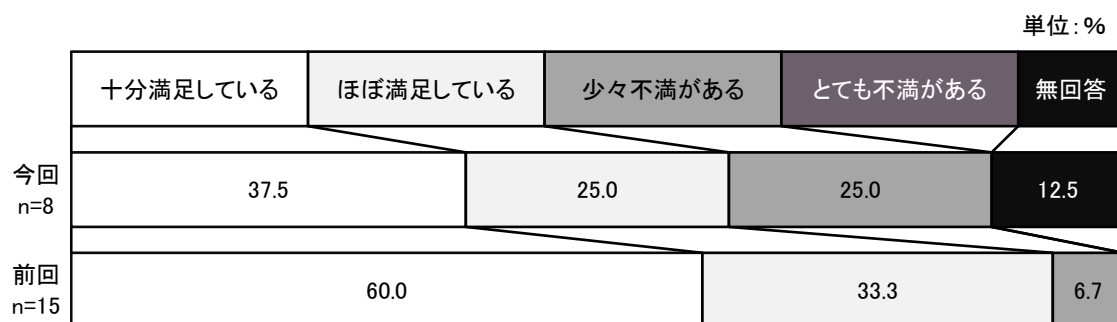 単位：％
十分満足している ほぼ満足している 少々不満がある とても不満がある 無回答
今回
n=8
37.5 25.0 25.0 12.5
前回
n=15
60.0 33.3 6.7